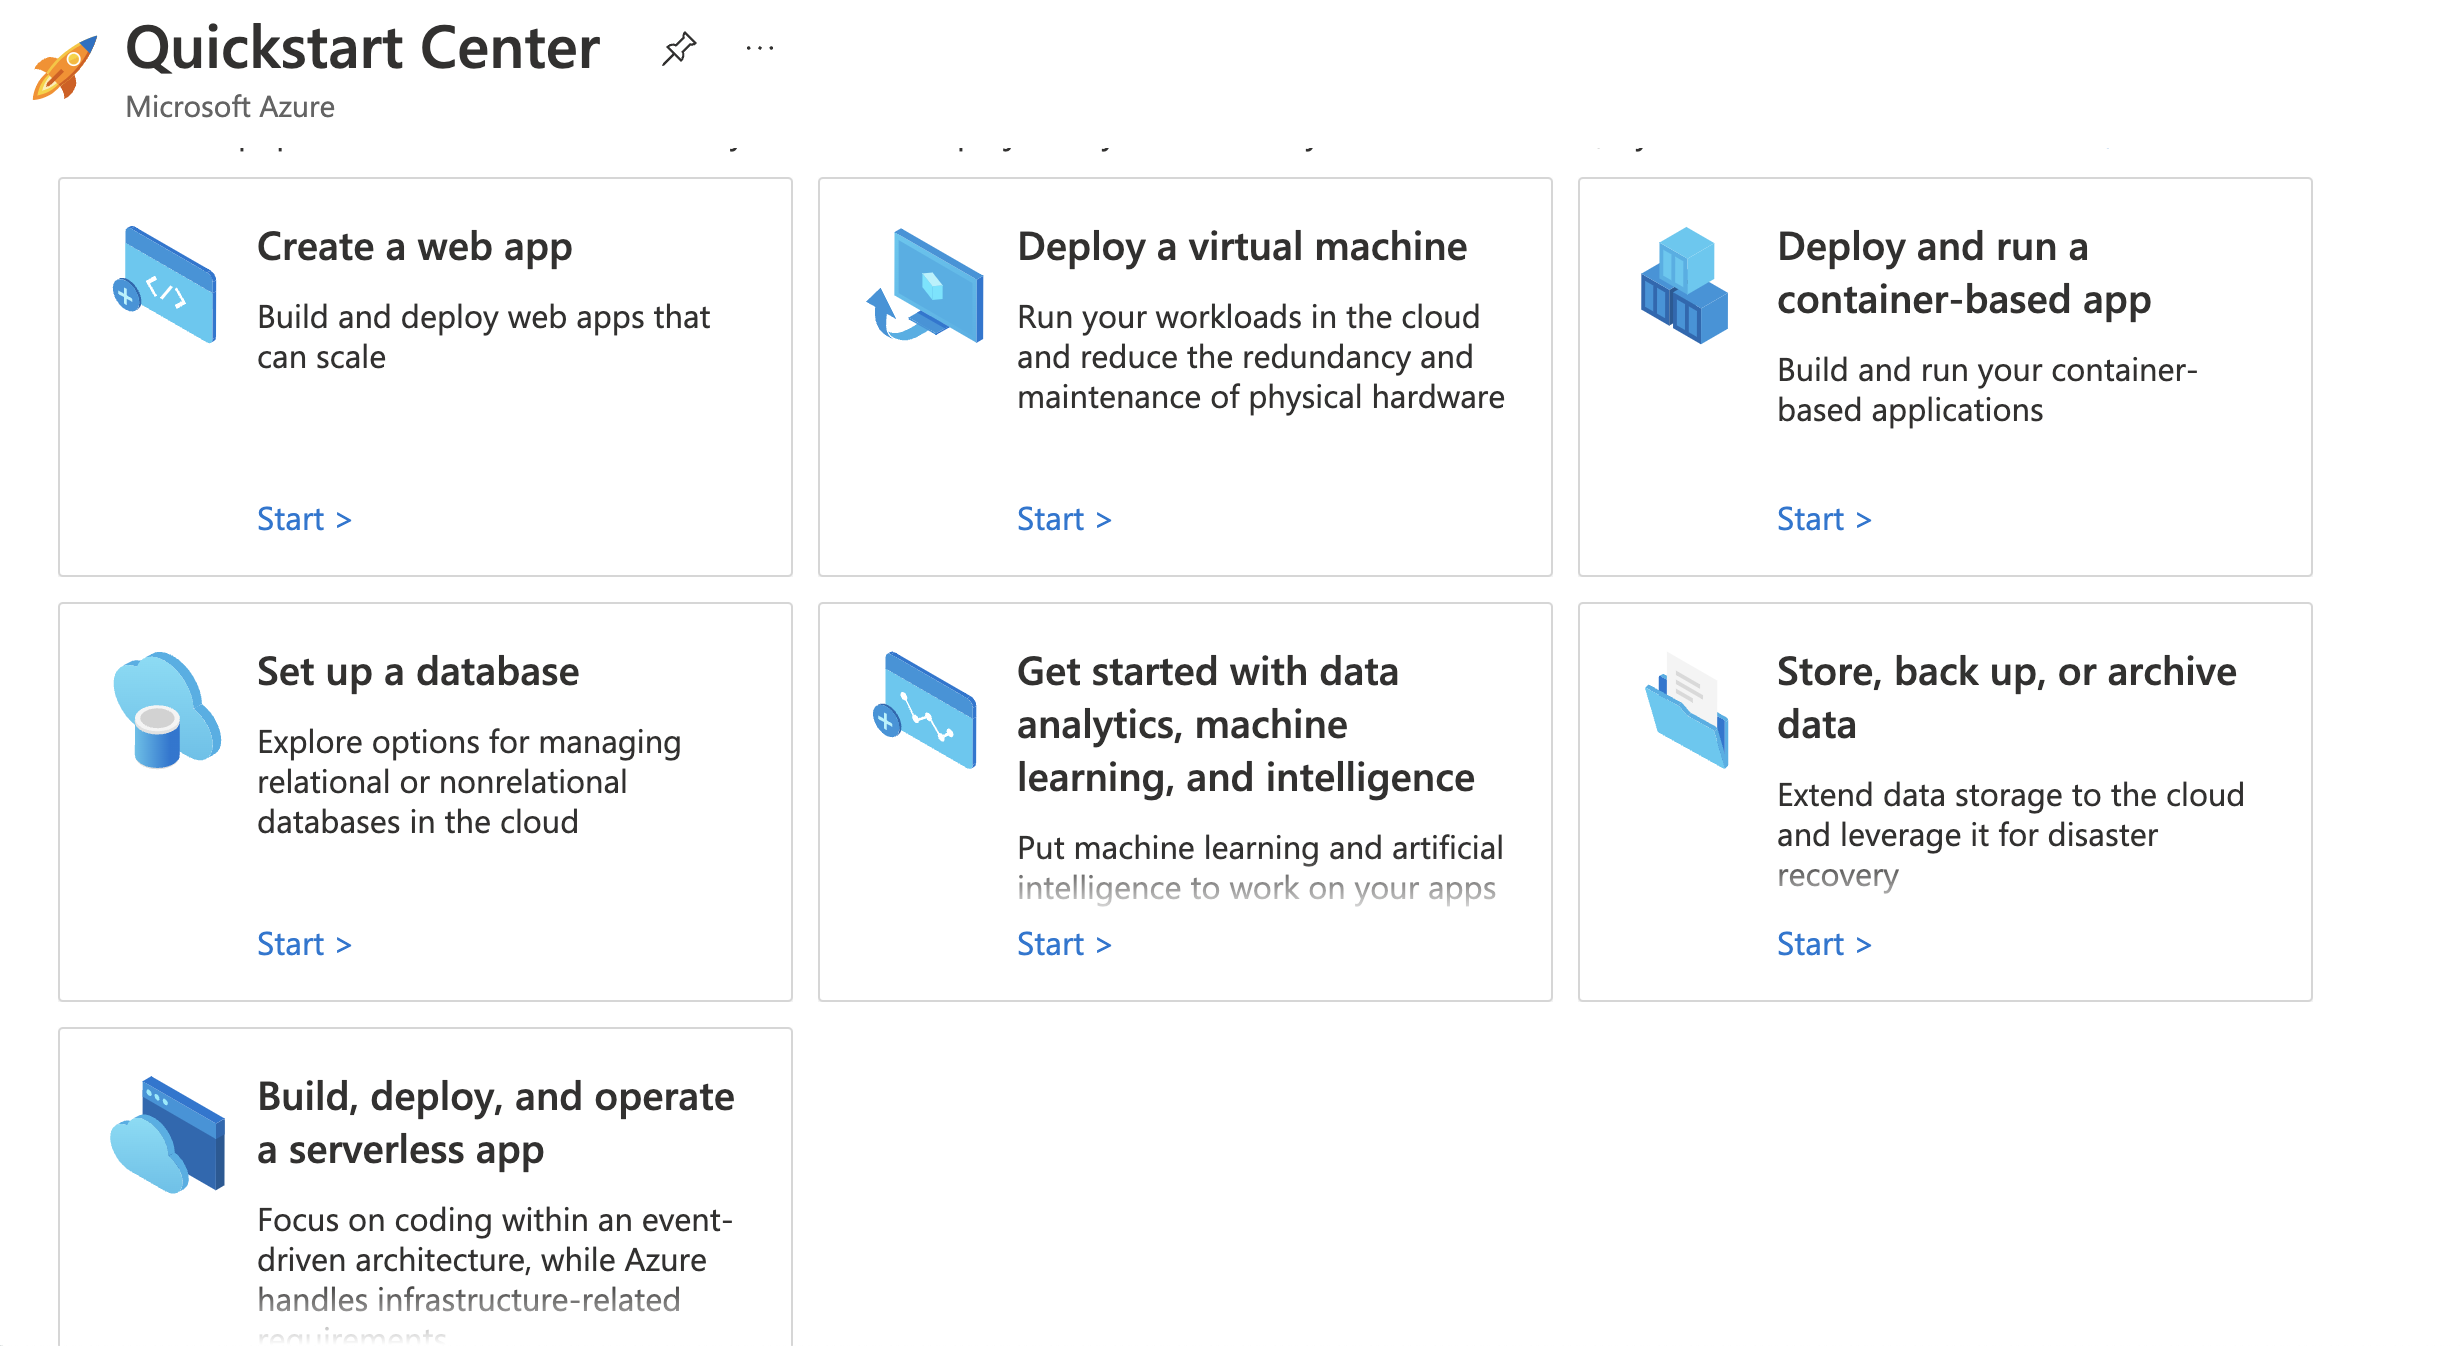 Quickstart Center
...
Microsoft Azure
Create a web app
Build and deploy web apps that
can scale
Start >
Deploy a virtual machine
Run your workloads in the cloud
and reduce the redundancy and
maintenance of physical hardware
Start >
Deploy and run a
container-based app
Build and run your container-
based applications
Start >
Set up a database
Explore options for managing
relational or nonrelational
databases in the cloud
Start >
Get started with data
analytics, machine
learning, and intelligence
Put machine learning and artificial
intelligence to work on your apps
Start >
Store, back up, or archive
data
Extend data storage to the cloud
and leverage it for disaster
recovery
Start >
Build, deploy, and operate
a serverless app
Focus on coding within an event-
driven architecture, while Azure
handles infrastructure-related
requirements